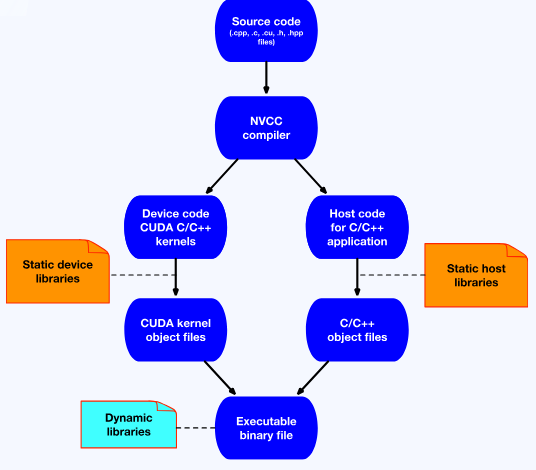 Source code
(.cpp, .c, .cu, .h, .hpp
files)
NVCC
compiler
Device code
CUDA C/C++
kernels
Host code
for C/C++
application
Static device
libraries
Static host
libraries
CUDA kernel
object files
C/C++
object files
Dynamic
libraries
Executable
binary file